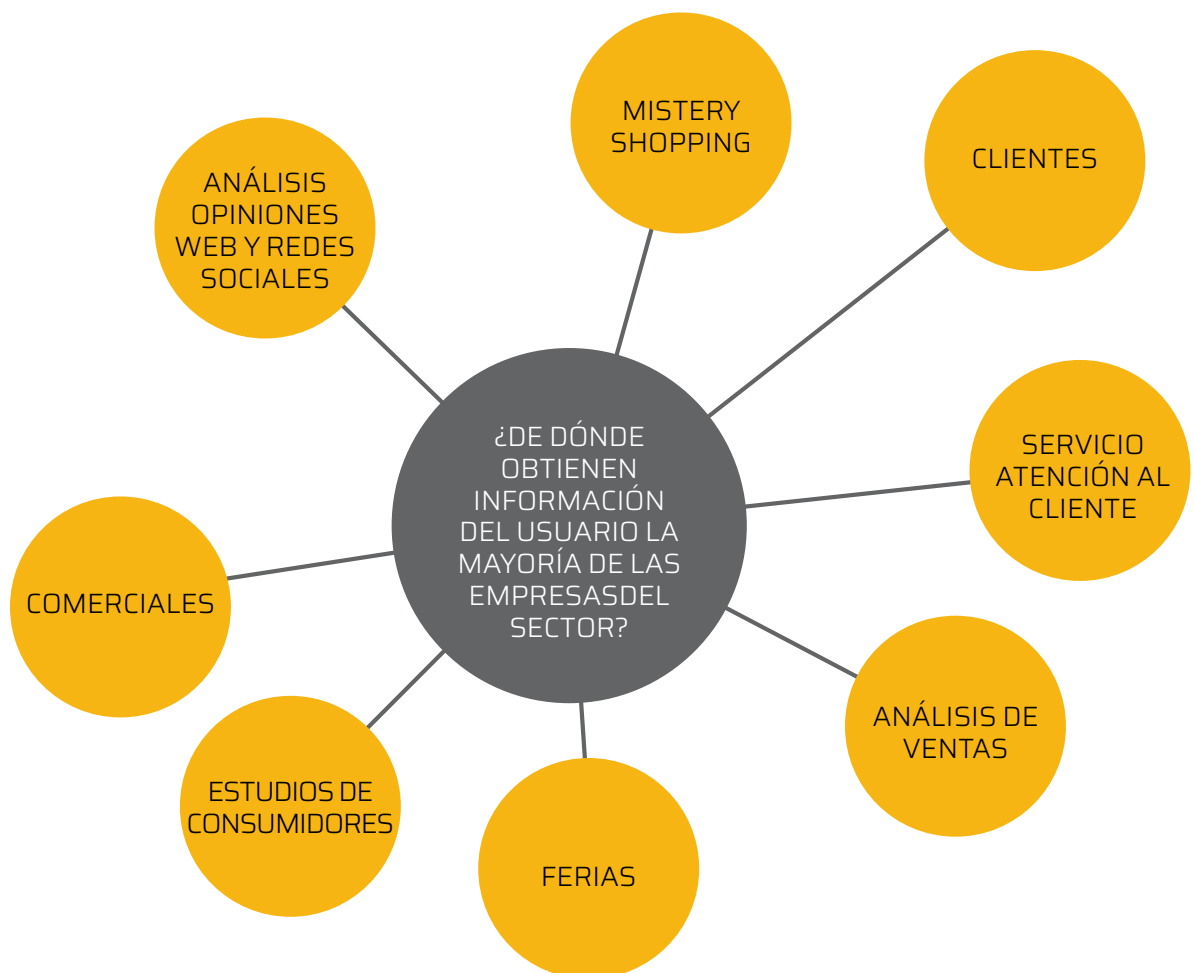 MISTERY
SHOPPING
CLIENTES
ANÁLISIS
OPINIONES
WEB Y REDES
SOCIALES
¿DE DÓNDE
OBTIENEN
INFORMACIÓN
DEL USUARIO LA
MAYORÍA DE LAS
EMPRESASDEL
SECTOR?
SERVICIO
ATENCIÓN AL
CLIENTE
COMERCIALES
ANÁLISIS DE
VENTAS
ESTUDIOS DE
CONSUMIDORES
FERIAS